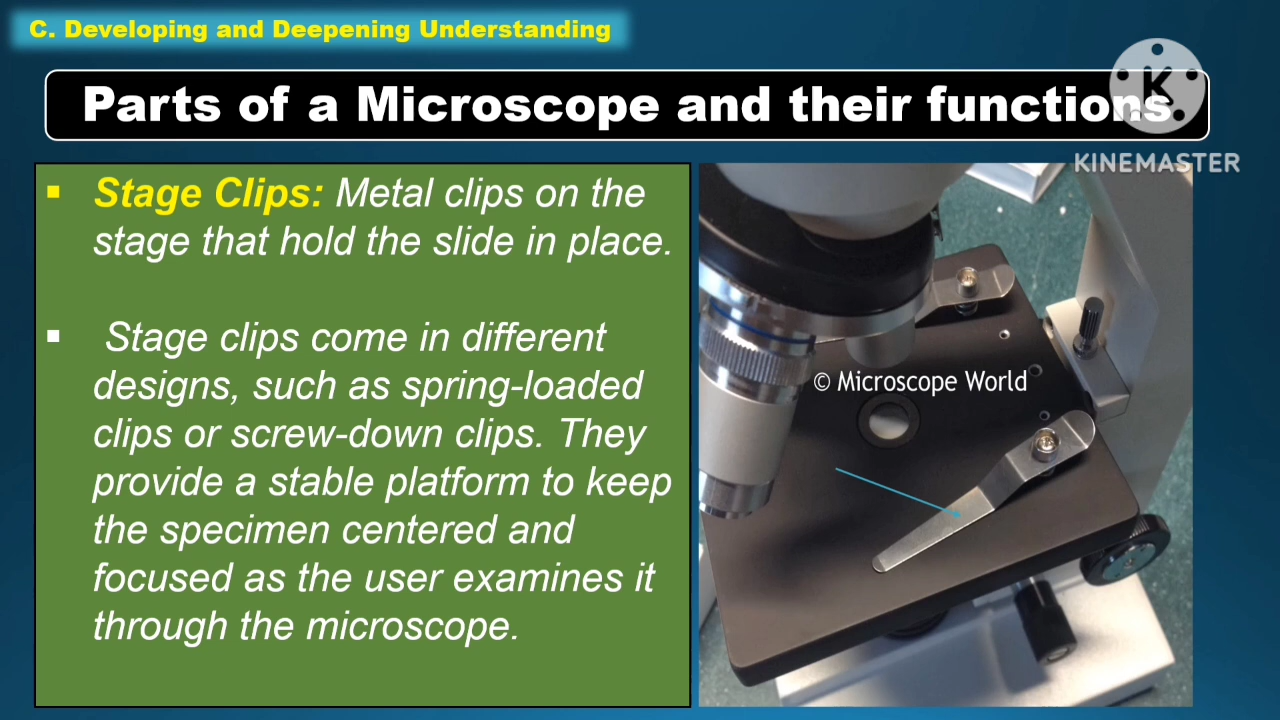 C. Developing and Deepening Understanding
Parts of a Microscope and their functions
K
KINEMASTER
▪ Stage Clips: Metal clips on the
stage that hold the slide in place.
▪ Stage clips come in different
designs, such as spring-loaded
clips or screw-down clips. They
provide a stable platform to keep
the specimen centered and
focused as the user examines it
through the microscope.
© Microscope World